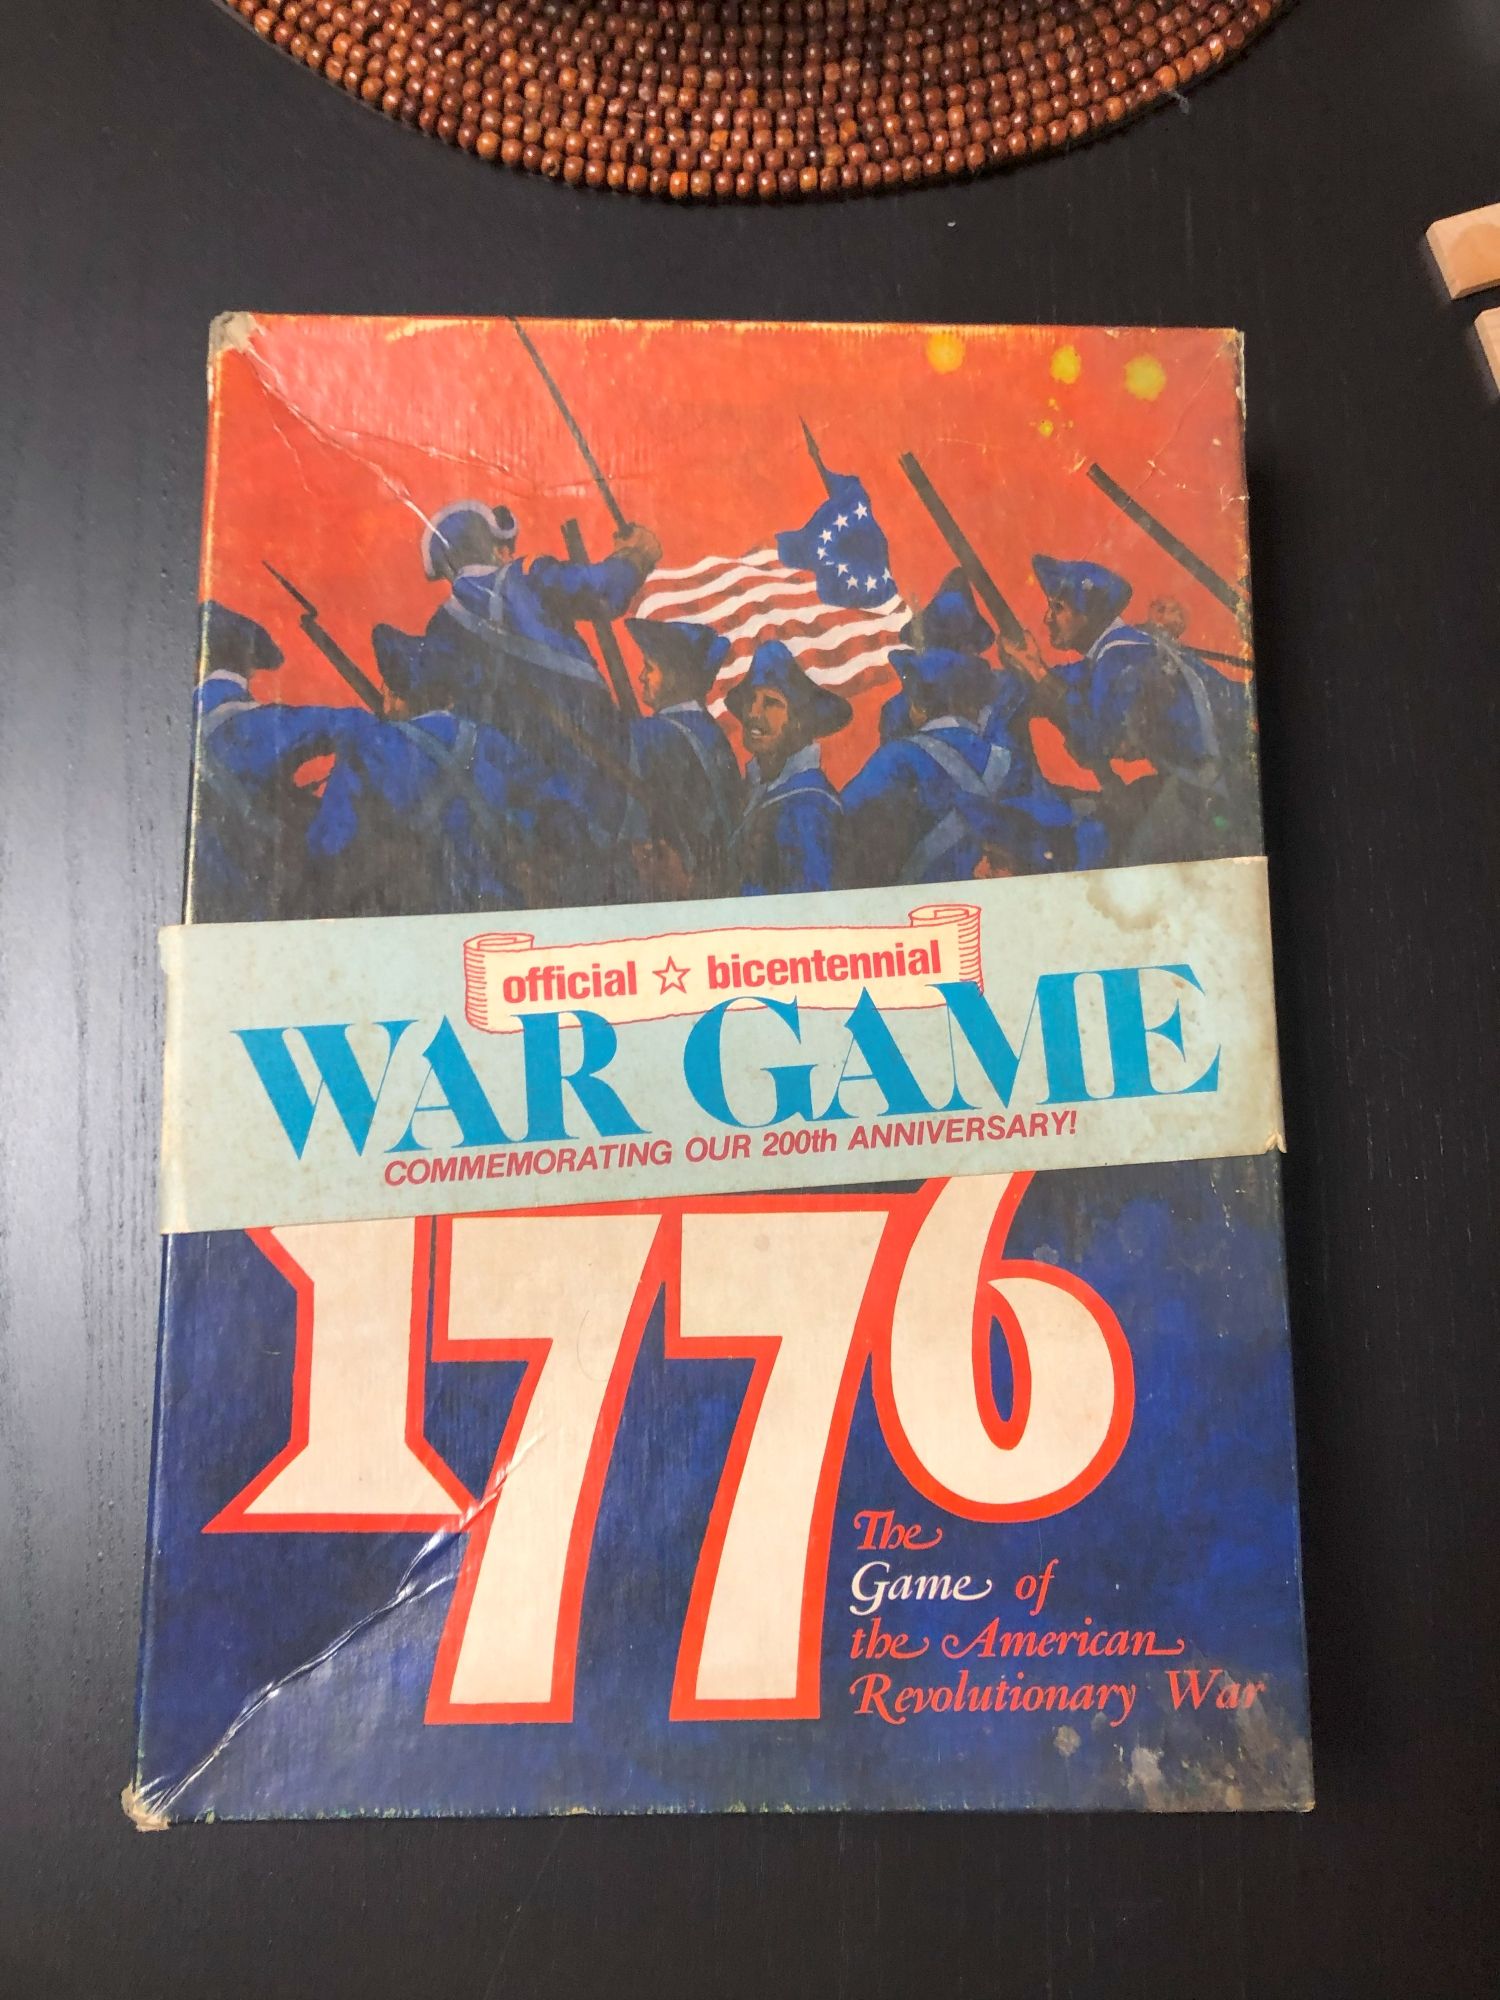 official ☆ bicentennial
WAR GAME
COMMEMORATING OUR 200th ANNIVERSARY!
1776
The
Game of
the American
Revolutionary War